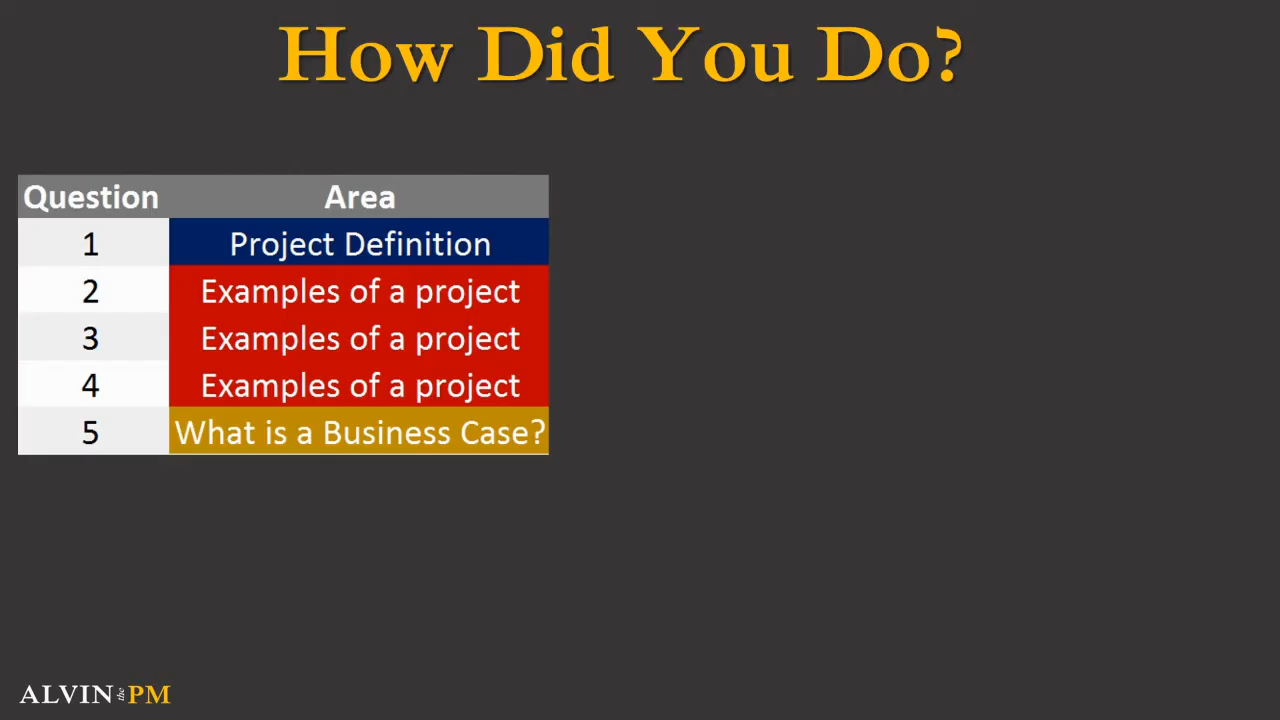 How Did You Do?
Question Area
1 Project Definition
2 Examples of a project
3 Examples of a project
4 Examples of a project
5 What is a Business Case?
ALVIN the PM